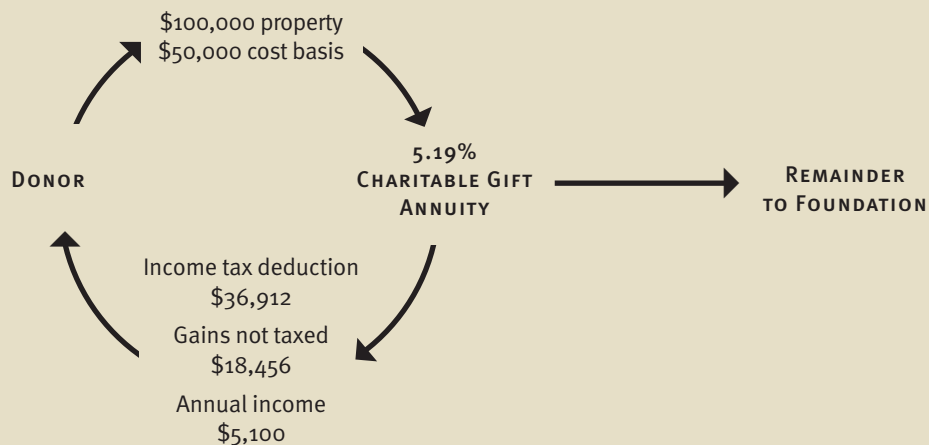 $100,000 property
$50,000 cost basis
DONOR
5.19%
CHARITABLE GIFT
ANNUITY
REMAINDER
TO FOUNDATION
Income tax deduction
$36,912
Gains not taxed
$18,456
Annual income
$5,100